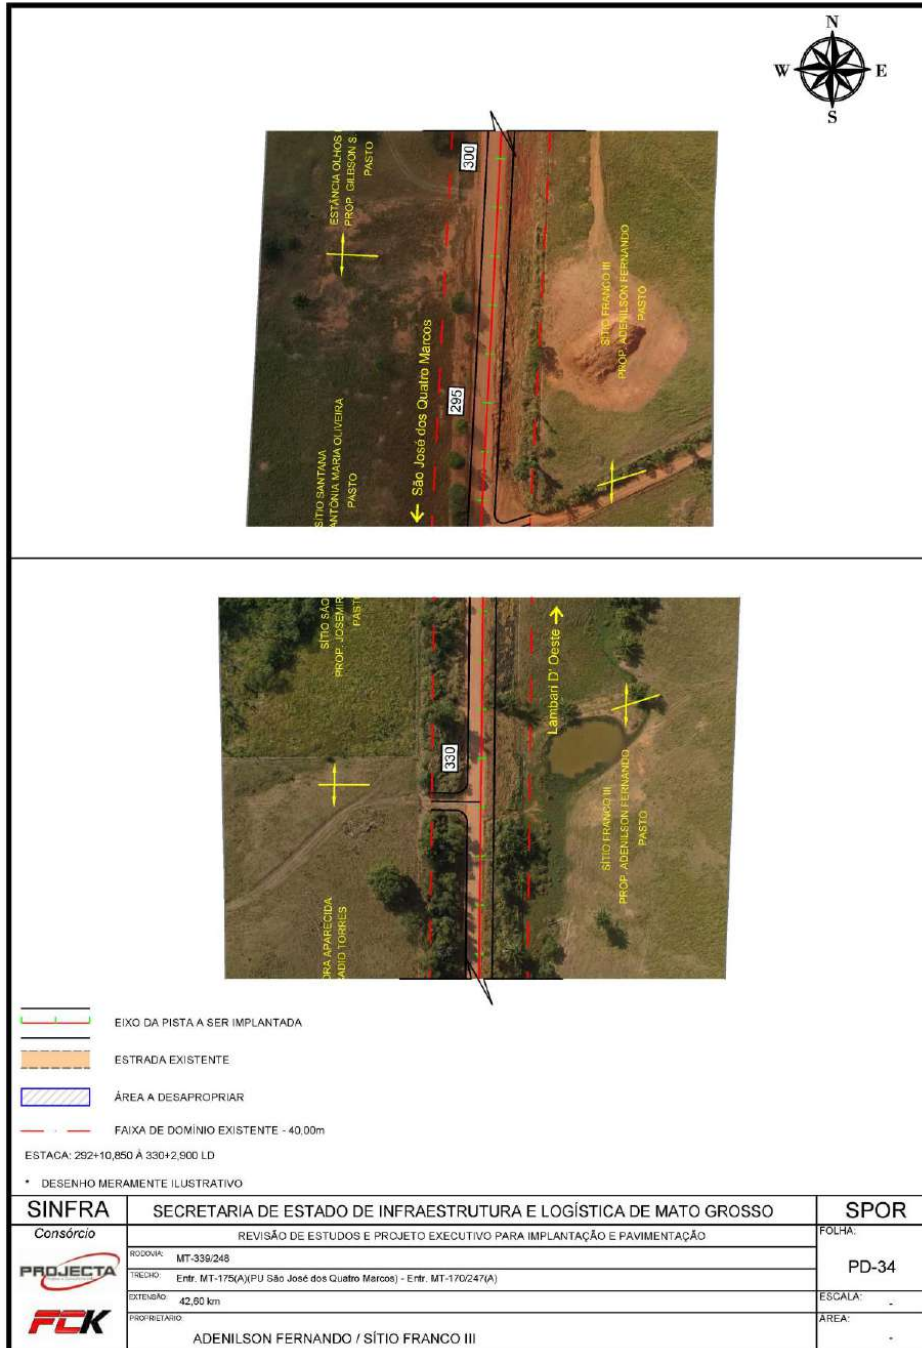 N
W E
S
ESTÂNCIA OLHOS
PROP. GILBSON S.
PASTO
300
SÍTIO FRANCO III
PROP. ADENILSON FERNANDO
PASTO
← São José dos Quatro Marcos
295
SÍTIO SANTANA
ANTÔNIA MARIA OLIVEIRA
PASTO
SÍTIO SÃO
PROP. JOSEMIR
PASTO
Lambari D' Oeste →
330
SÍTIO FRANCO III
PROP. ADENILSON FERNANDO
PASTO
ORA APARECIDA
TORRES
EIXO DA PISTA A SER IMPLANTADA
ESTRADA EXISTENTE
ÁREA A DESAPROPRIAR
FAIXA DE DOMÍNIO EXISTENTE - 40,00m
ESTACA: 292+10,850 À 330+2,900 LD
* DESENHO MERAMENTE ILUSTRATIVO
SINFRA
SECRETARIA DE ESTADO DE INFRAESTRUTURA E LOGÍSTICA DE MATO GROSSO
SPOR
Consórcio
REVISÃO DE ESTUDOS E PROJETO EXECUTIVO PARA IMPLANTAÇÃO E PAVIMENTAÇÃO
FOLHA:
PD-34
PROJECTA
RODOVIA: MT-339/248
TRECHO: Entr. MT-175(A)(PU São José dos Quatro Marcos) - Entr. MT-170/247(A)
EXTENSÃO: 42,60 km
ESCALA: -
FCK
PROPRIETÁRIO:
ADENILSON FERNANDO / SÍTIO FRANCO III
ÁREA:
-